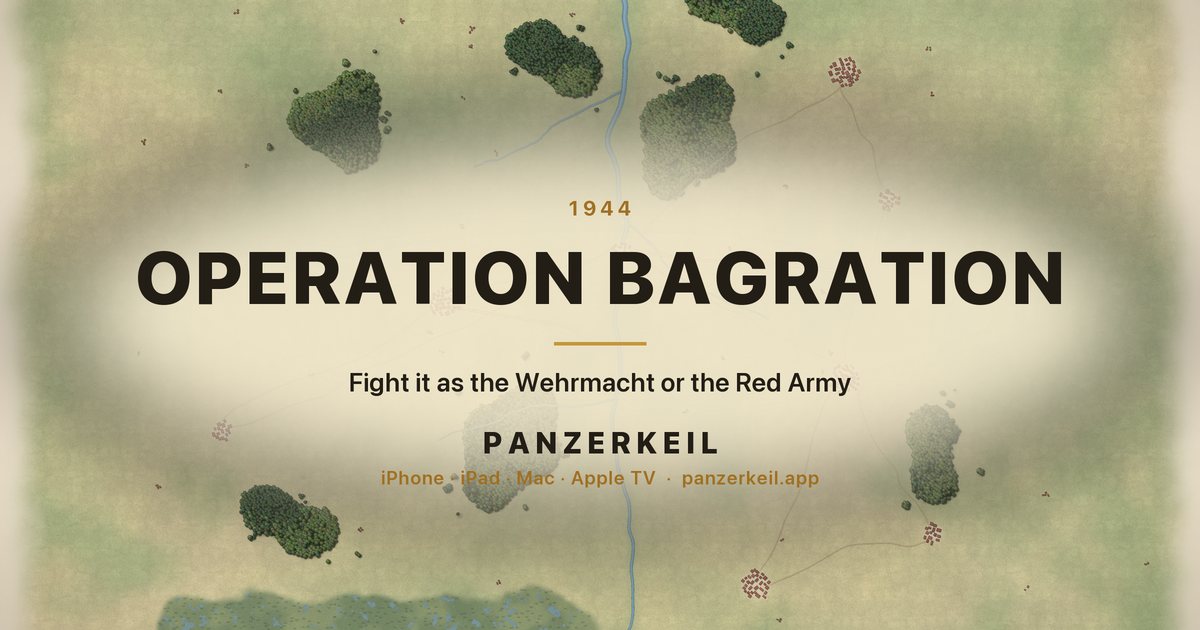 1944
OPERATION BAGRATION
Fight it as the Wehrmacht or the Red Army
PANZERKEIL
iPhone · iPad · Mac · Apple TV · panzerkeil.app